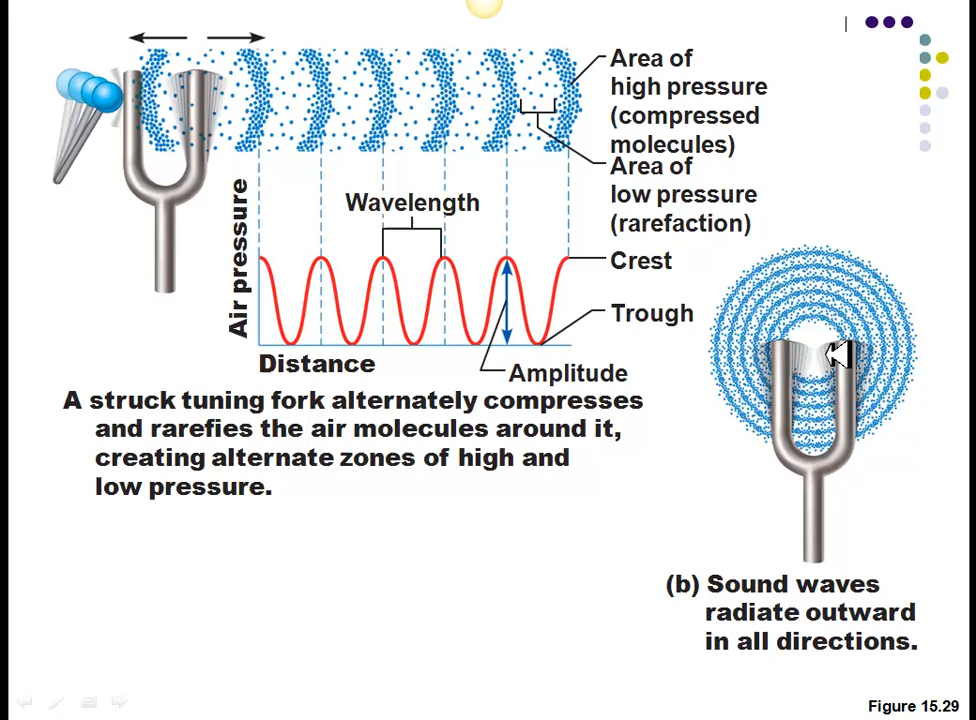 Area of
high pressure
(compressed
molecules)
Area of
low pressure
(rarefaction)
Wavelength
Air pressure
Crest
Trough
Distance
Amplitude
A struck tuning fork alternately compresses
and rarefies the air molecules around it,
creating alternate zones of high and
low pressure.
(b) Sound waves
radiate outward
in all directions.
Figure 15.29